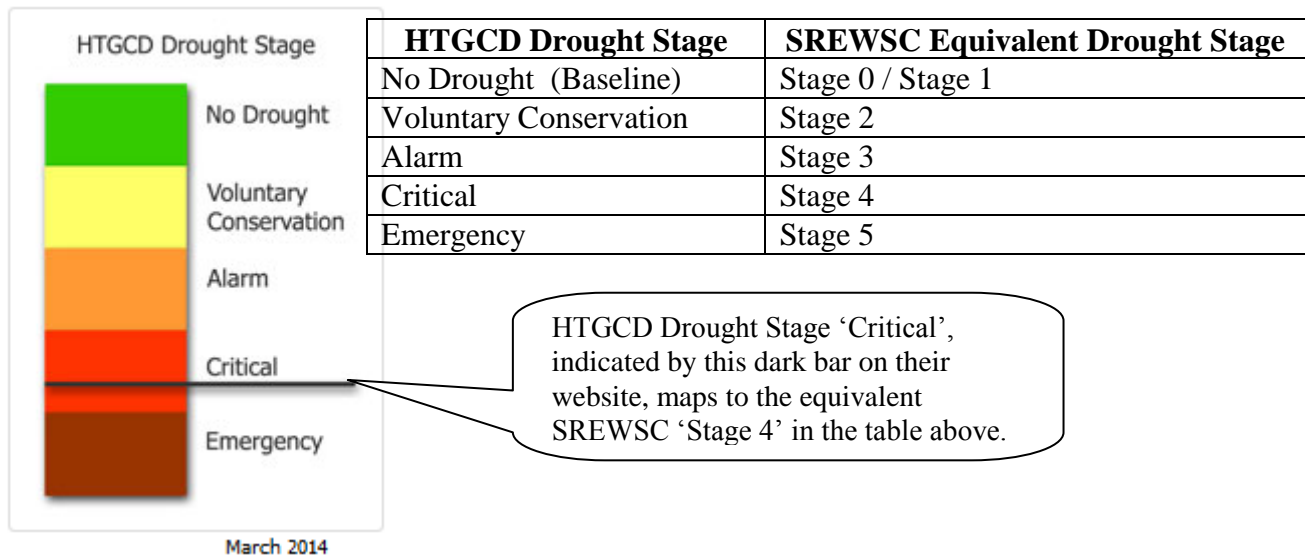 HTGCD Drought Stage
No Drought
Voluntary
Conservation
Alarm
Critical
Emergency
March 2014
HTGCD Drought Stage SREWSC Equivalent Drought Stage
No Drought (Baseline) Stage 0 / Stage 1
Voluntary Conservation Stage 2
Alarm Stage 3
Critical Stage 4
Emergency Stage 5
HTGCD Drought Stage ‘Critical’,
indicated by this dark bar on their
website, maps to the equivalent
SREWSC ‘Stage 4’ in the table above.